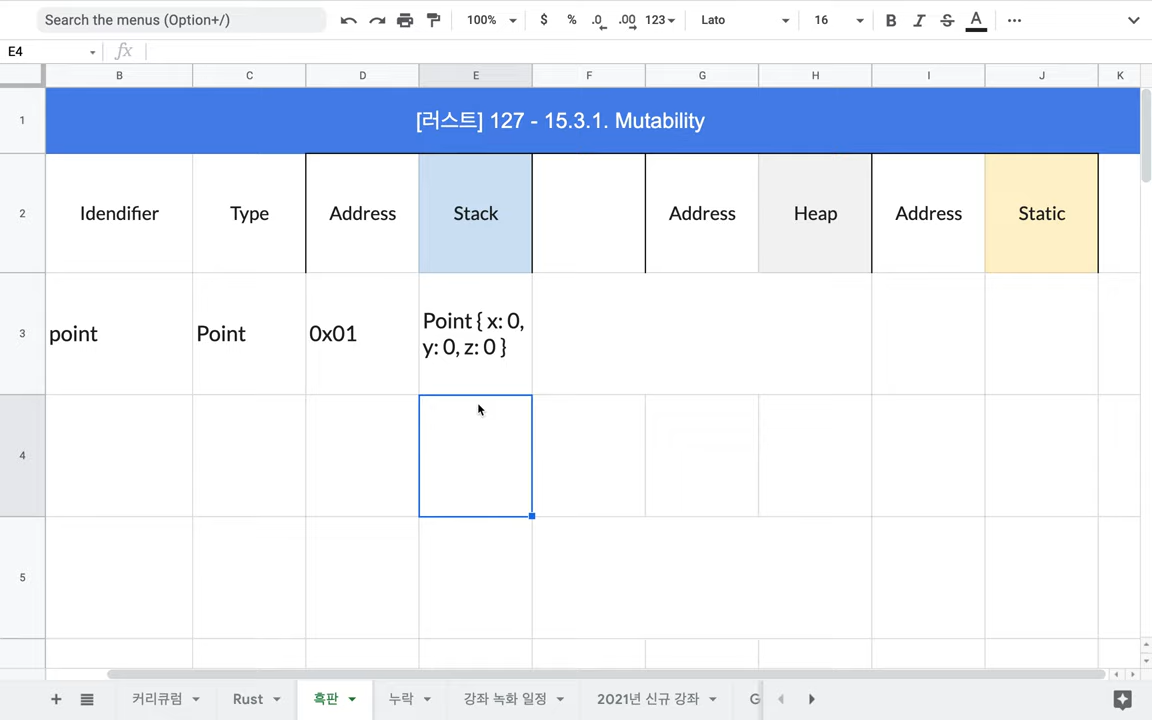 Search the menus (Option+/) 100% $ % .0 .00 123 Lato 16 B I S A ...
E4 fx
B C D E F G H I J K
1 [러스트] 127 - 15.3.1. Mutability
2 Idendifier Type Address Stack Address Heap Address Static
3 point Point 0x01 Point { x: 0,
y: 0, z: 0 }
4
5
+ 커리큘럼 Rust 흑판 누락 강좌 녹화 일정 2021년 신규 강좌 G